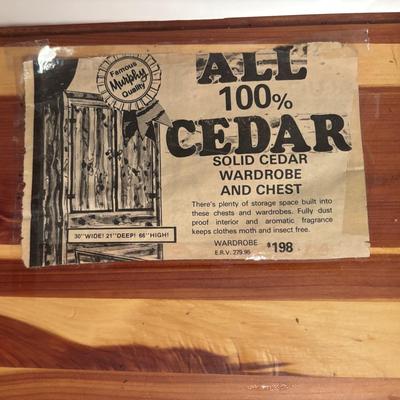 Famous
Murphy
Quality
ALL
100%
CEDAR
SOLID CEDAR
WARDROBE
AND CHEST
There's plenty of storage space built into
these chests and wardrobes. Fully dust
proof interior and aromatic fragrance
keeps clothes moth and insect free.
WARDROBE $198
E.R.V. 279.95
30" WIDE! 21" DEEP! 66" HIGH!